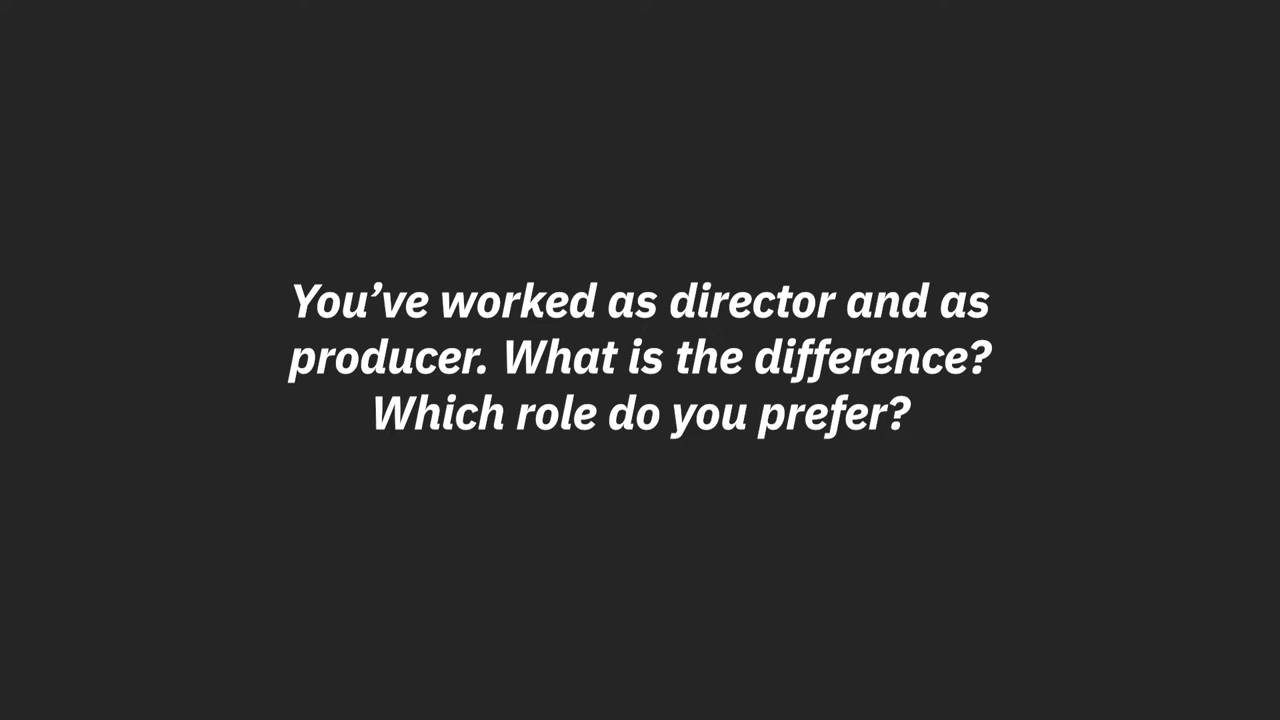 You’ve worked as director and as
producer. What is the difference?
Which role do you prefer?